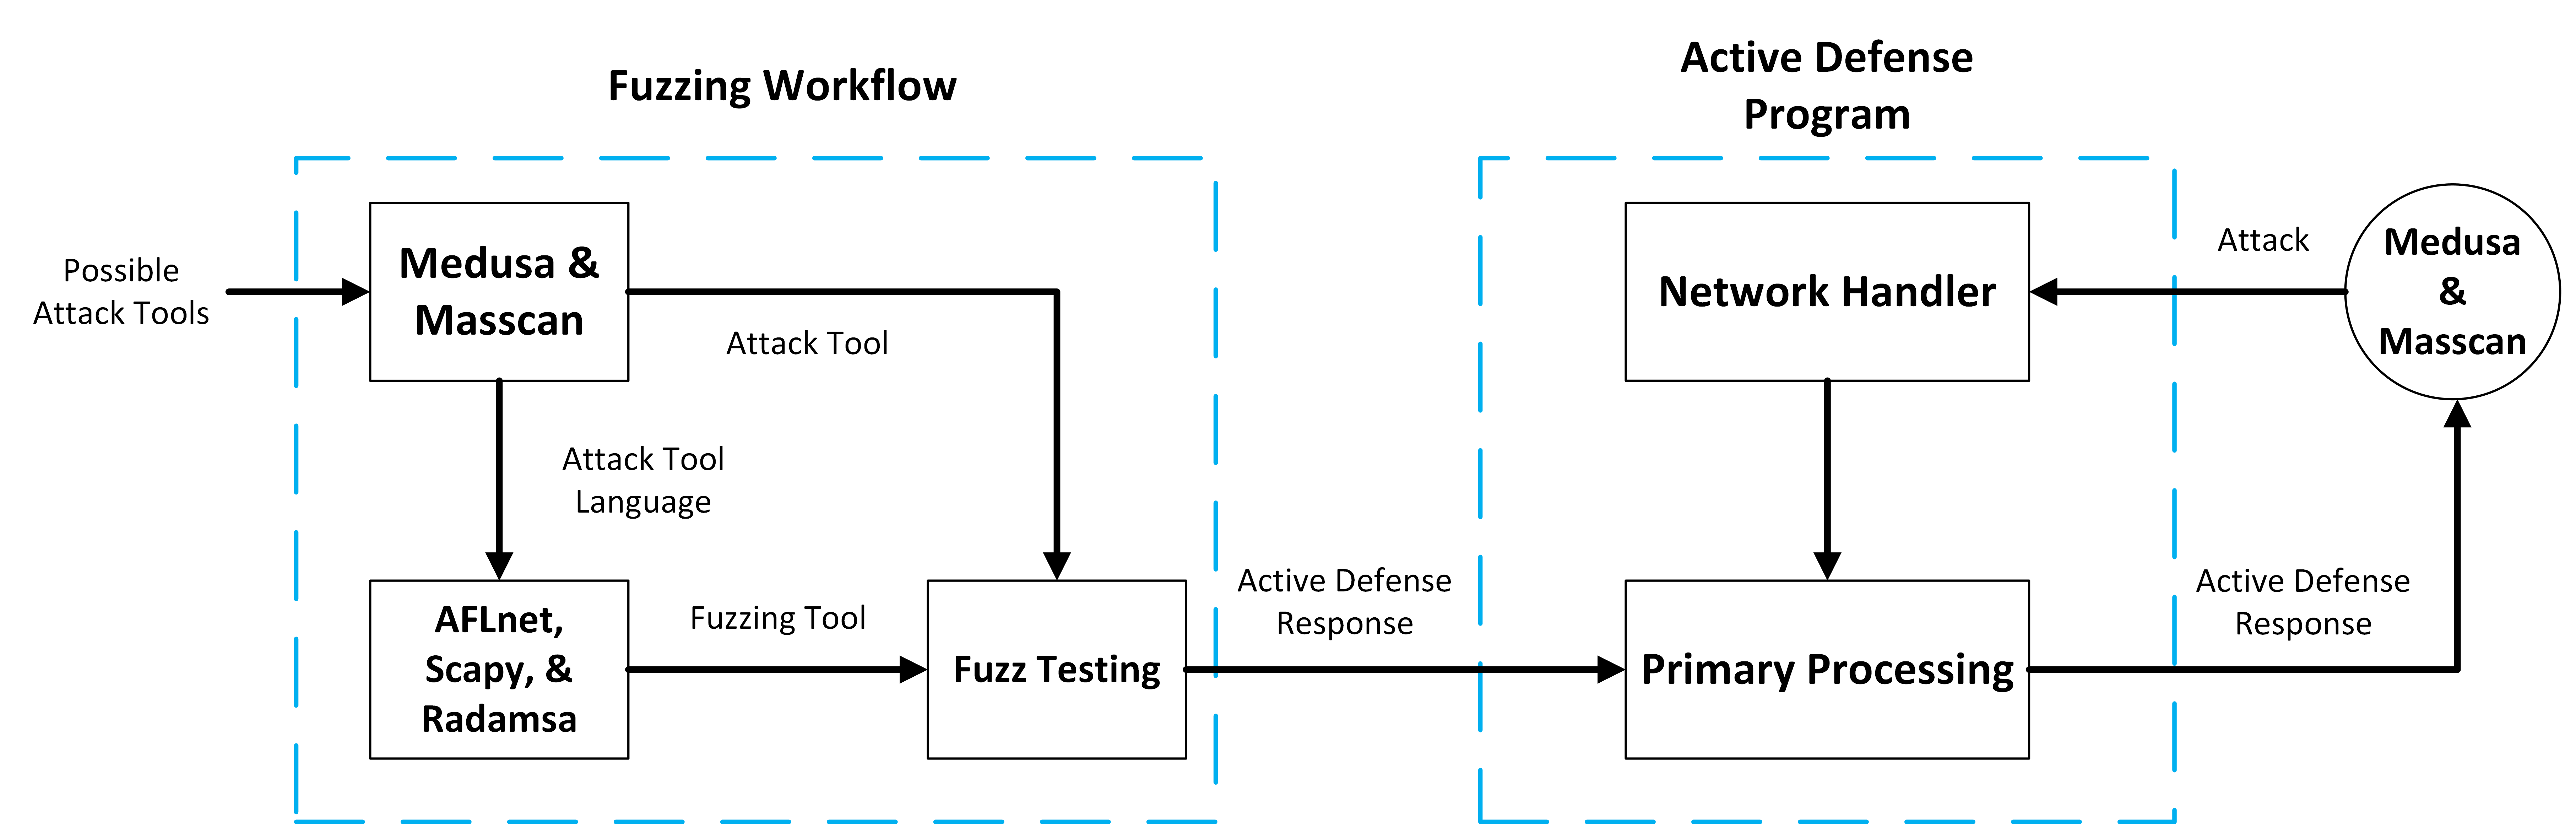 Fuzzing Workflow
Active Defense
Program
Possible
Attack Tools
Medusa &
Masscan
Attack Tool
Attack Tool
Language
AFLnet,
Scapy, &
Radamsa
Fuzzing Tool
Fuzz Testing
Active Defense
Response
Network Handler
Primary Processing
Attack
Medusa
&
Masscan
Active Defense
Response